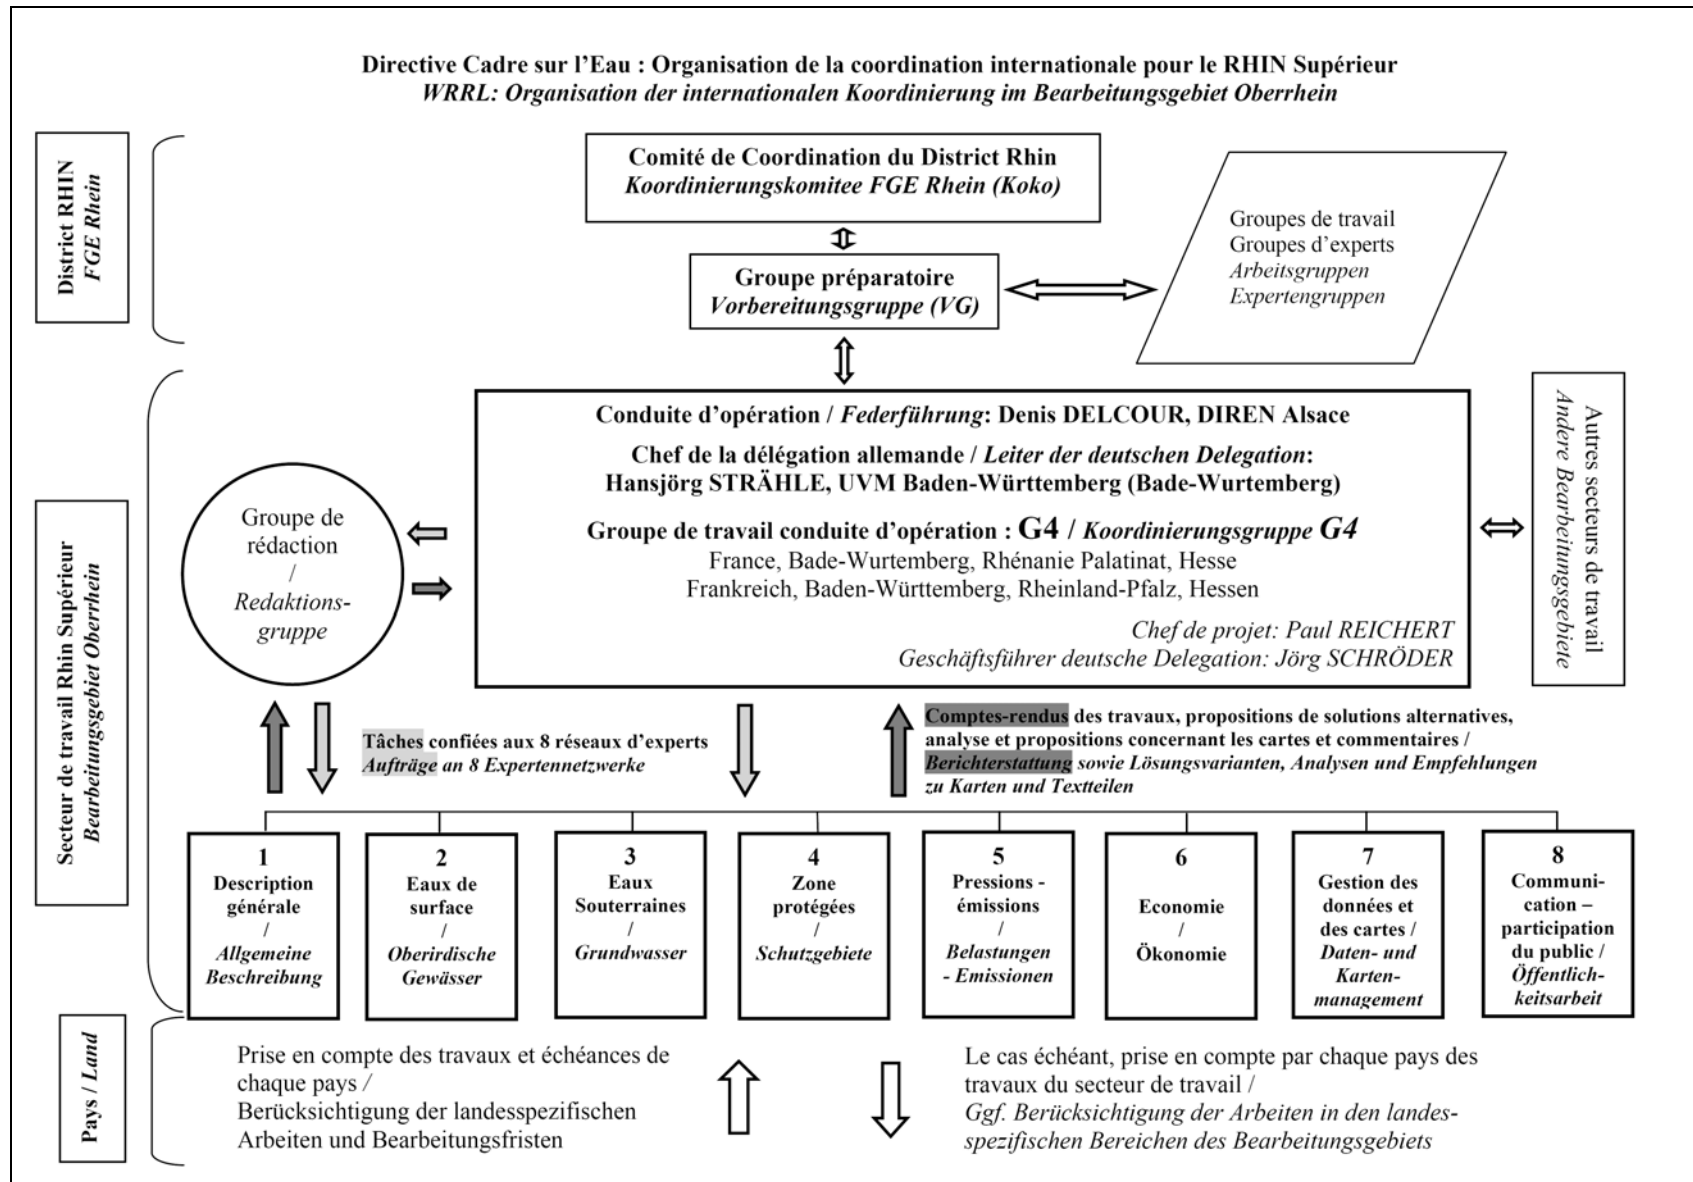 Directive Cadre sur l’Eau : Organisation de la coordination internationale pour le RHIN Supérieur
WRRL: Organisation der internationalen Koordinierung im Bearbeitungsgebiet Oberrhein
District RHIN
FGE Rhein
Comité de Coordination du District Rhin
Koordinierungskomitee FGE Rhein (Koko)
Groupe préparatoire
Vorbereitungsgruppe (VG)
Groupes de travail
Groupes d’experts
Arbeitsgruppen
Expertengruppen
Secteur de travail Rhin Supérieur
Bearbeitungsgebiet Oberrhein
Conduite d’opération / Federführung: Denis DELCOUR, DIREN Alsace
Chef de la délégation allemande / Leiter der deutschen Delegation:
Hansjörg STRÄHLE, UVM Baden-Württemberg (Bade-Wurtemberg)
Groupe de travail conduite d’opération : G4 / Koordinierungsgruppe G4
France, Bade-Wurtemberg, Rhénanie Palatinat, Hesse
Frankreich, Baden-Württemberg, Rheinland-Pfalz, Hessen
Chef de projet: Paul REICHERT
Geschäftsführer deutsche Delegation: Jörg SCHRÖDER
Autres secteurs de travail
Andere Bearbeitungsgebiete
Groupe de
rédaction
/
Redaktions-
gruppe
Tâches confiées aux 8 réseaux d’experts
Aufträge an 8 Expertennetzwerke
Comptes-rendus des travaux, propositions de solutions alternatives,
analyse et propositions concernant les cartes et commentaires /
Berichterstattung sowie Lösungsvarianten, Analysen und Empfehlungen
zu Karten und Textteilen
1
Description
générale
/
Allgemeine
Beschreibung
2
Eaux de
surface
/
Oberirdische
Gewässer
3
Eaux
Souterraines
/
Grundwasser
4
Zone
protégées
/
Schutzgebiete
5
Pressions -
émissions
/
Belastungen
- Emissionen
6
Economie
/
Ökonomie
7
Gestion des
données et
des cartes /
Daten- und
Karten-
management
8
Communi-
cation –
participation
du public /
Öffentlich-
keitsarbeit
Pays / Land
Prise en compte des travaux et échéances de
chaque pays /
Berücksichtigung der landesspezifischen
Arbeiten und Bearbeitungsfristen
Le cas échéant, prise en compte par chaque pays des
travaux du secteur de travail /
Ggf. Berücksichtigung der Arbeiten in den landes-
spezifischen Bereichen des Bearbeitungsgebiets